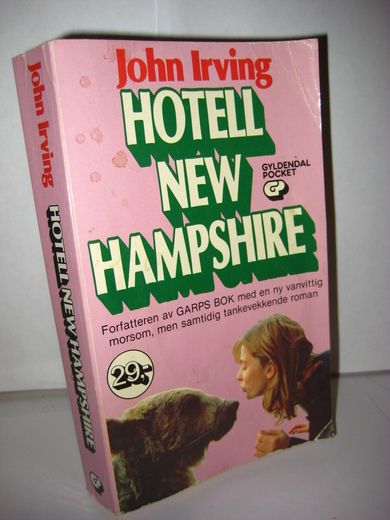 John Irving
HOTELL
NEW
HAMPSHIRE
GYLDENDAL
POCKET
Forfatteren av GARPS BOK med en ny vanvittig
morsom, men samtidig tankevekkende roman
29;-
John Irving
HOTELL NEW HAMPSHIRE